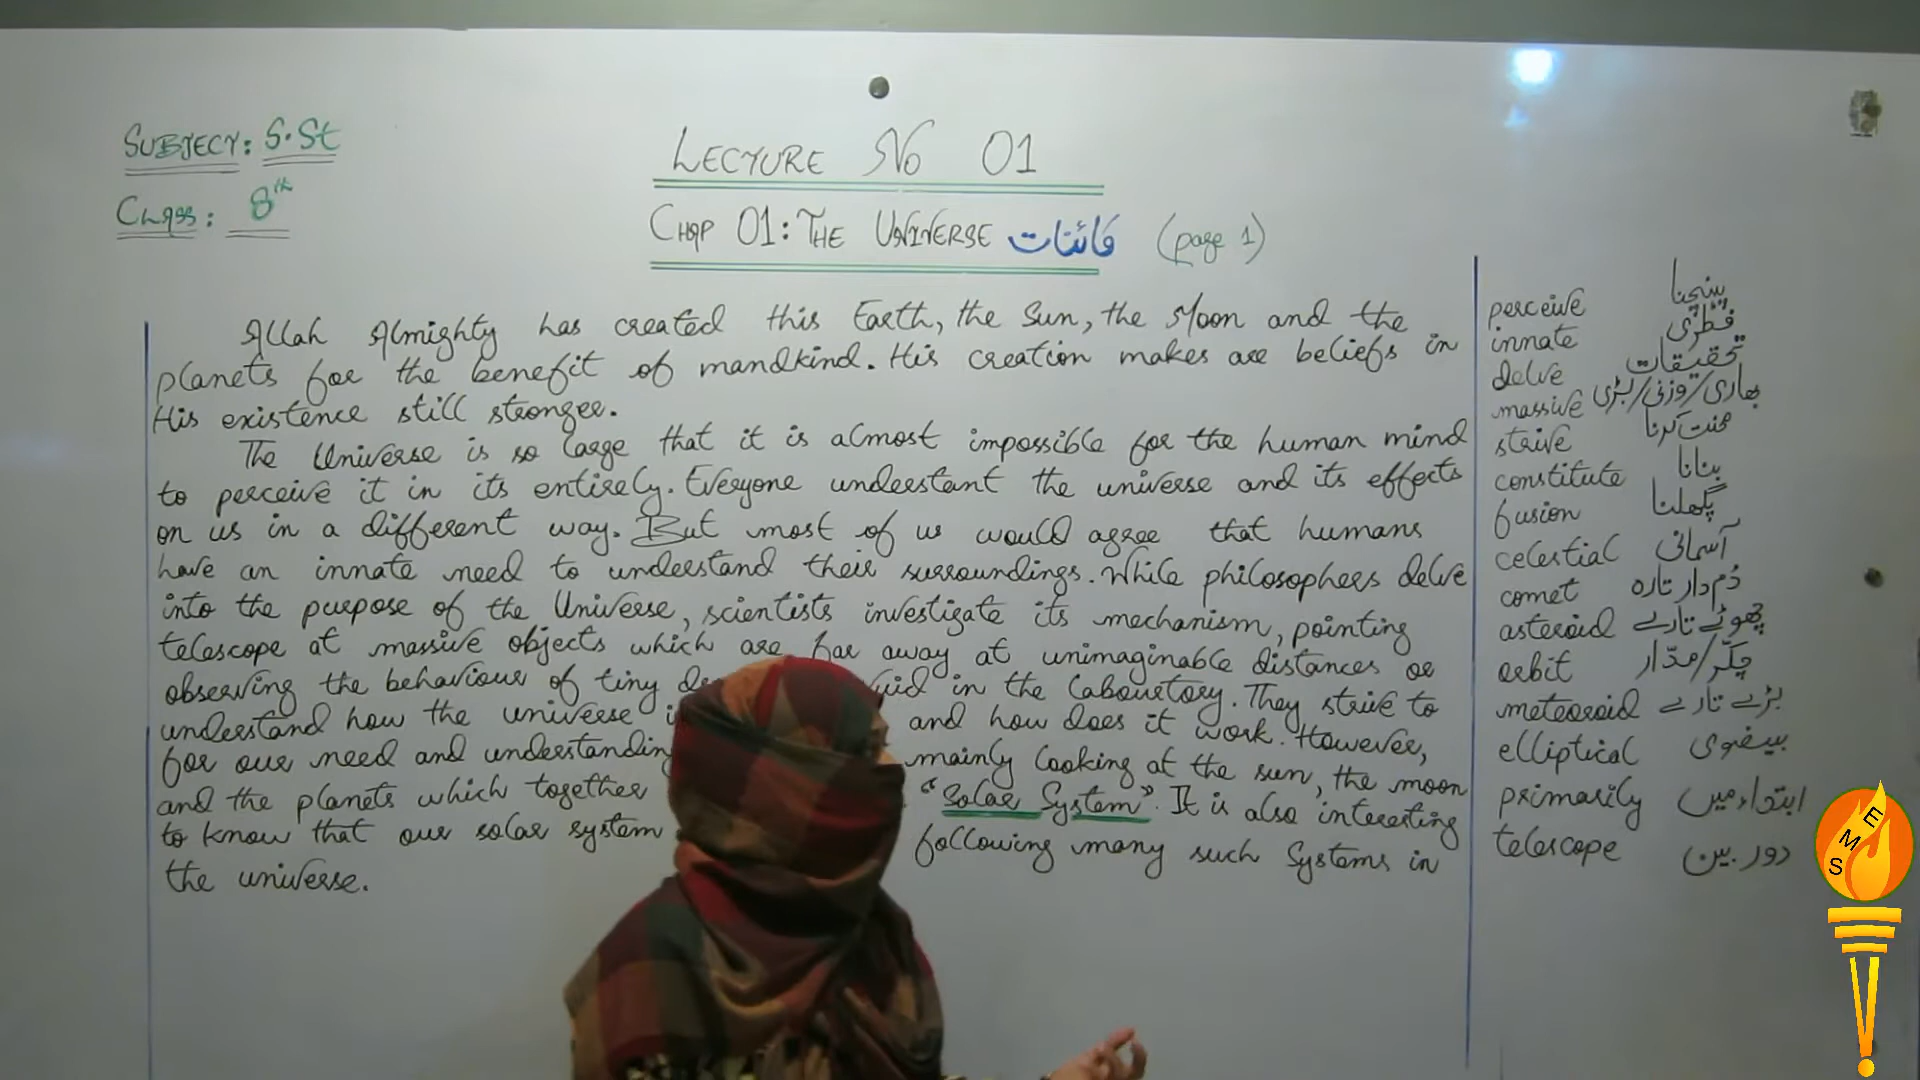 SUBJECT: S.St
CLASS: 8th
LECTURE No 01
CHAP 01: THE UNIVERSE کائنات (page 1)
Allah Almighty has created this Earth, the Sun, the Moon and the
planets for the benefit of mandkind. His creation makes are beliefs in
His existence still stronger.
The Universe is so large that it is almost impossible for the human mind
to perceive it in its entirely. Everyone understant the universe and its effects
on us in a different way. But most of us would agree that humans
have an innate need to understand their surroundings. While philosophers delve
into the purpose of the Universe, scientists investigate its mechanism, pointing
telescope at massive objects which are far away at unimaginable distances or
observing the behaviour of tiny in the labouretory. They strive to
understand how the universe and how does it work. However,
for our need and understanding mainly looking at the sun, the moon
and the planets which together "Solar System". It is also interesting
to know that our solar system following many such Systems in
the universe.
perceive پہنچنا
innate فطری
delve تحقیقات
massive بھاری/وزنی/بڑی
strive محنت کرنا
constitute بنانا
fusion پگھلنا
celestial آسمانی
comet دُم دار تارہ
asteroid چھوٹے تارے
orbit چکّر/مدّار
meteoroid بڑے تارے
elliptical بیضوی
primarily ابتداء میں
telescope دور بین
S M E